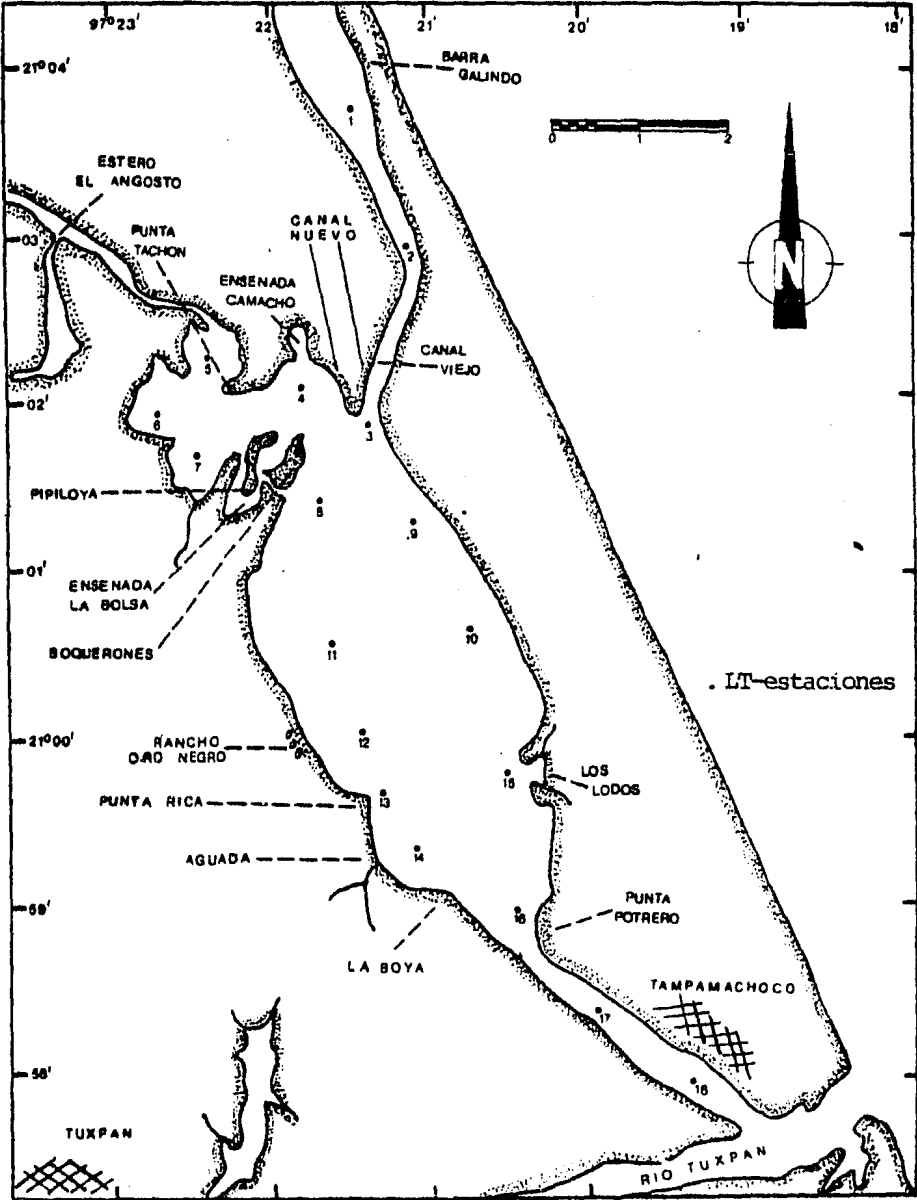 97°23'
22
21'
20'
19'
18'
21°04'
BARRA
GALINDO
1
0
1
2
ESTERO
EL ANGOSTO
PUNTA
TACHON
CANAL
NUEVO
03'
2
N
ENSENADA
CAMACHO
CANAL
VIEJO
5
4
02'
6
3
7
PIPILOYA
8
9
01'
ENSENADA
LA BOLSA
BOQUERONES
10
11
. LT-estaciones
21°00'
RANCHO
ORO NEGRO
12
15
LOS
LODOS
PUNTA RICA
13
AGUADA
14
59'
16
PUNTA
POTRERO
LA BOYA
TAMPAMACHOCO
17
58'
18
TUXPAN
RIO TUXPAN